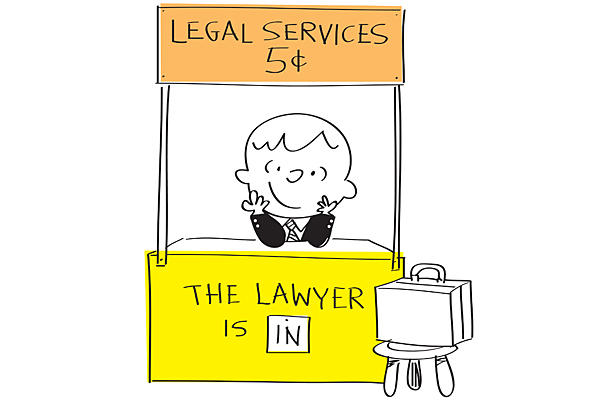 LEGAL SERVICES
5¢
THE LAWYER
IS IN